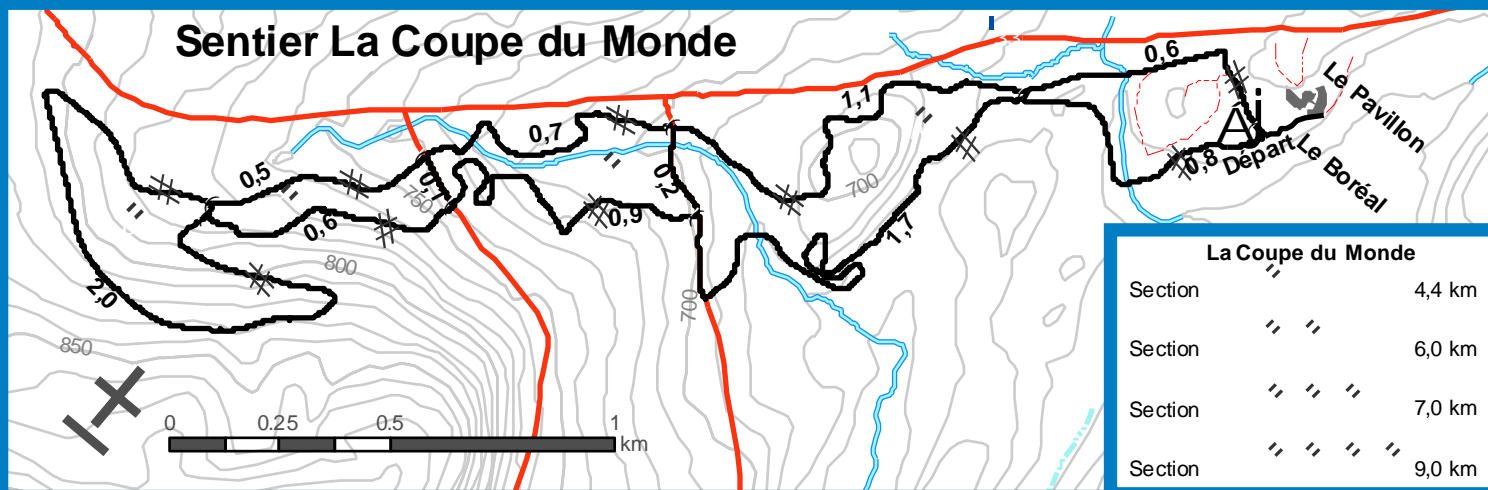 Sentier La Coupe du Monde
0,6
Le Pavillon
1,1
0,7
0,8
Départ
Le Boréal
0,5
0,2
700
750
0,6
0,9
1,7
800
2,0
700
850
0 0.25 0.5 1
km
La Coupe du Monde
Section 4,4 km
Section 6,0 km
Section 7,0 km
Section 9,0 km